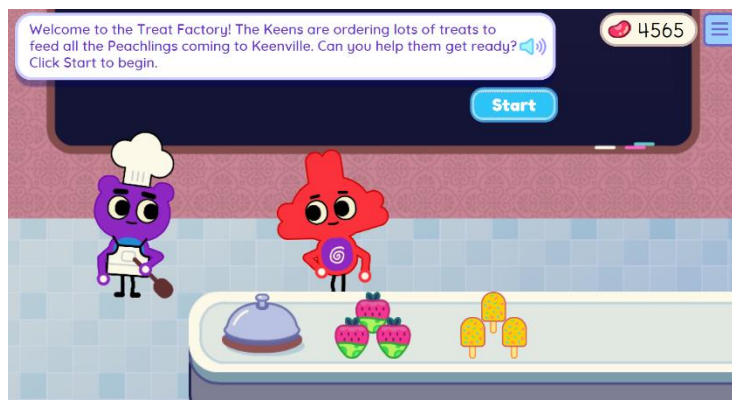 Welcome to the Treat Factory! The Keens are ordering lots of treats to
feed all the Peachlings coming to Keenville. Can you help them get ready?
Click Start to begin.
4565
Start